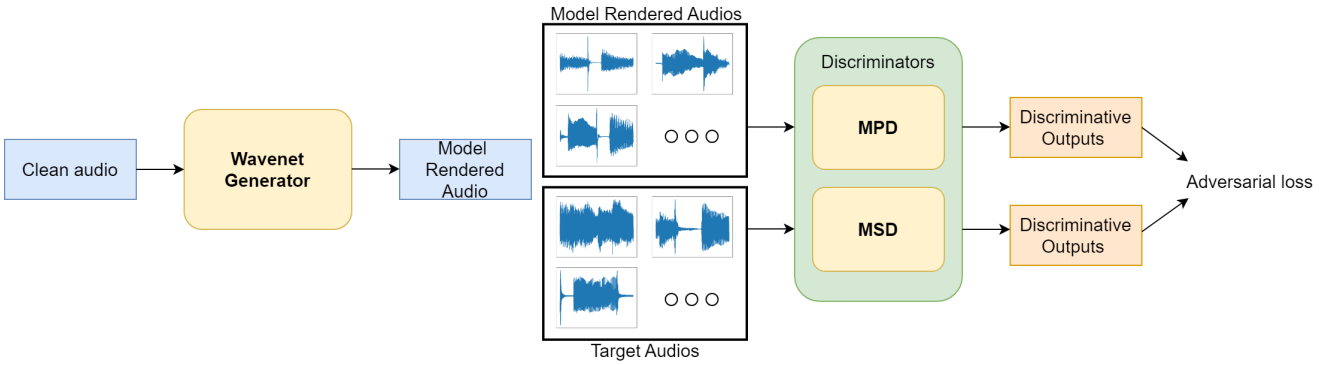 Clean audio
Wavenet
Generator
Model
Rendered
Audio
Model Rendered Audios
Target Audios
Discriminators
MPD
MSD
Discriminative
Outputs
Discriminative
Outputs
Adversarial loss